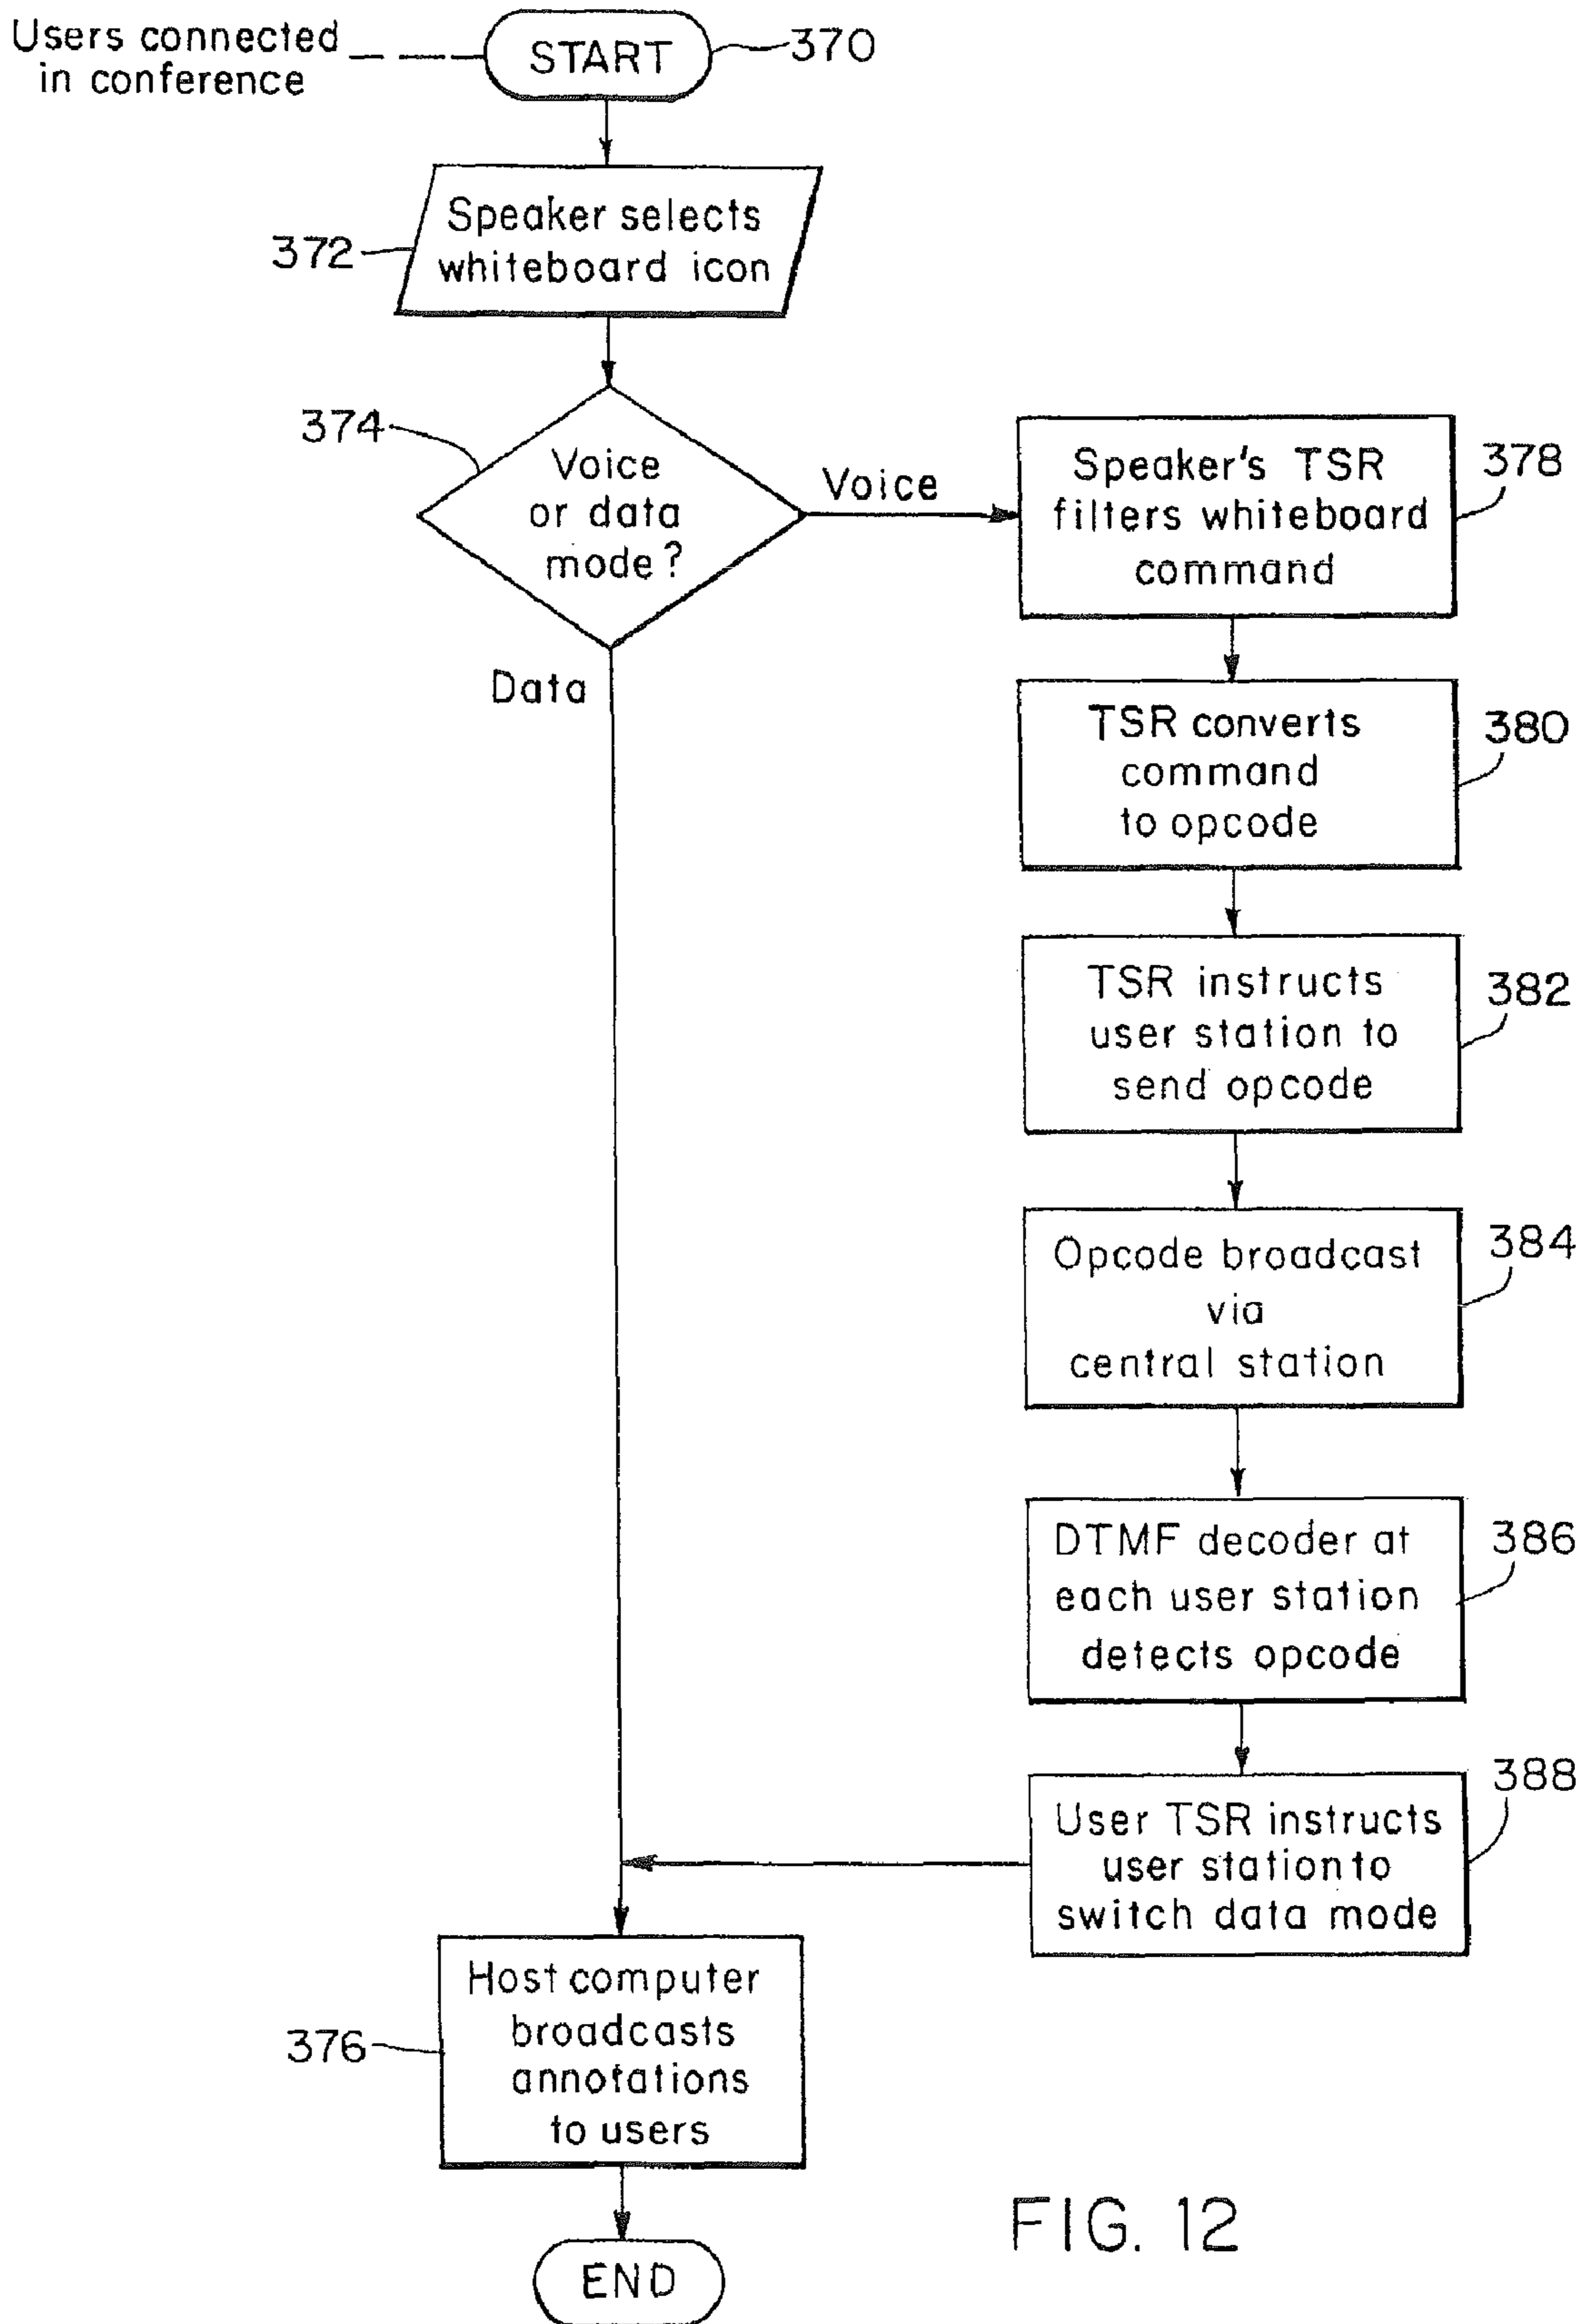 Users connected
in conference
START
370
Speaker selects
whiteboard icon
372
374
Voice
or data
mode?
Voice
Data
Speaker's TSR
filters whiteboard
command
378
TSR converts
command
to opcode
380
TSR instructs
user station to
send opcode
382
Opcode broadcast
via
central station
384
DTMF decoder at
each user station
detects opcode
386
User TSR instructs
user station to
switch data mode
388
Host computer
broadcasts
annotations
to users
376
END
FIG. 12